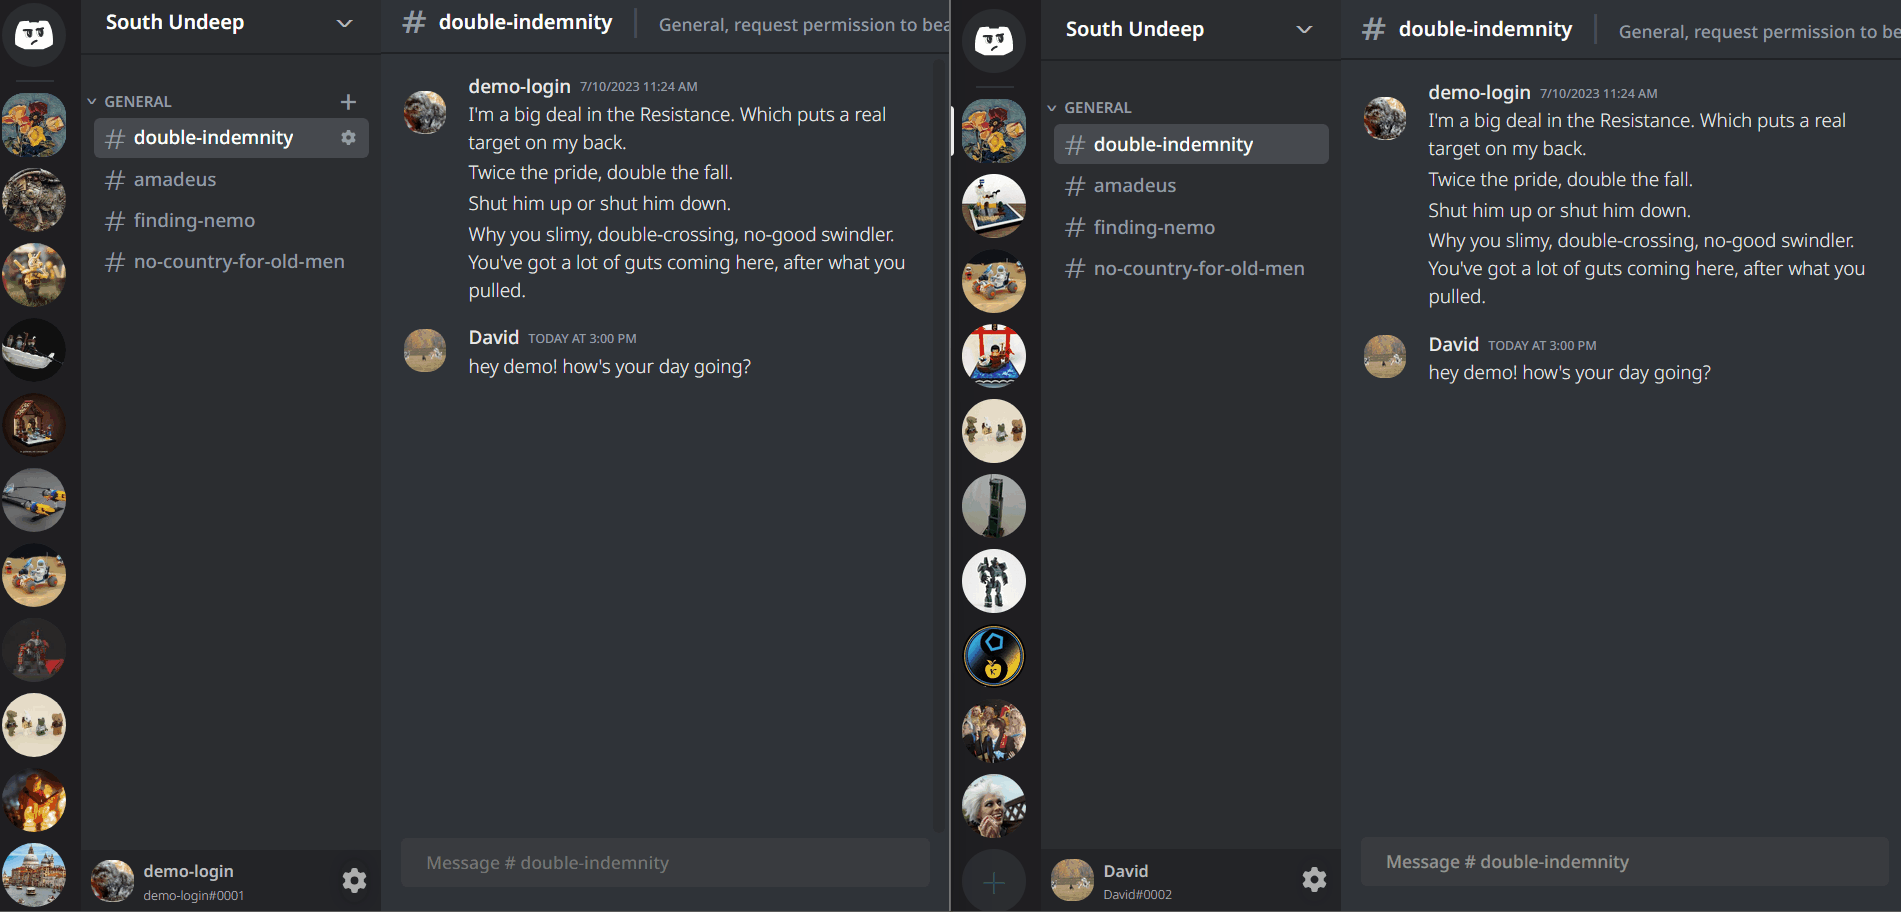 South Undeep
GENERAL
double-indemnity
amadeus
finding-nemo
no-country-for-old-men
demo-login
demo-login#0001
# double-indemnity
General, request permission to bea
demo-login 7/10/2023 11:24 AM
I'm a big deal in the Resistance. Which puts a real
target on my back.
Twice the pride, double the fall.
Shut him up or shut him down.
Why you slimy, double-crossing, no-good swindler.
You've got a lot of guts coming here, after what you
pulled.
David TODAY AT 3:00 PM
hey demo! how's your day going?
Message # double-indemnity
South Undeep
GENERAL
# double-indemnity
# amadeus
# finding-nemo
# no-country-for-old-men
David
David#0002
# double-indemnity
General, request permission to be
demo-login 7/10/2023 11:24 AM
I'm a big deal in the Resistance. Which puts a real
target on my back.
Twice the pride, double the fall.
Shut him up or shut him down.
Why you slimy, double-crossing, no-good swindler.
You've got a lot of guts coming here, after what you
pulled.
David TODAY AT 3:00 PM
hey demo! how's your day going?
Message # double-indemnity